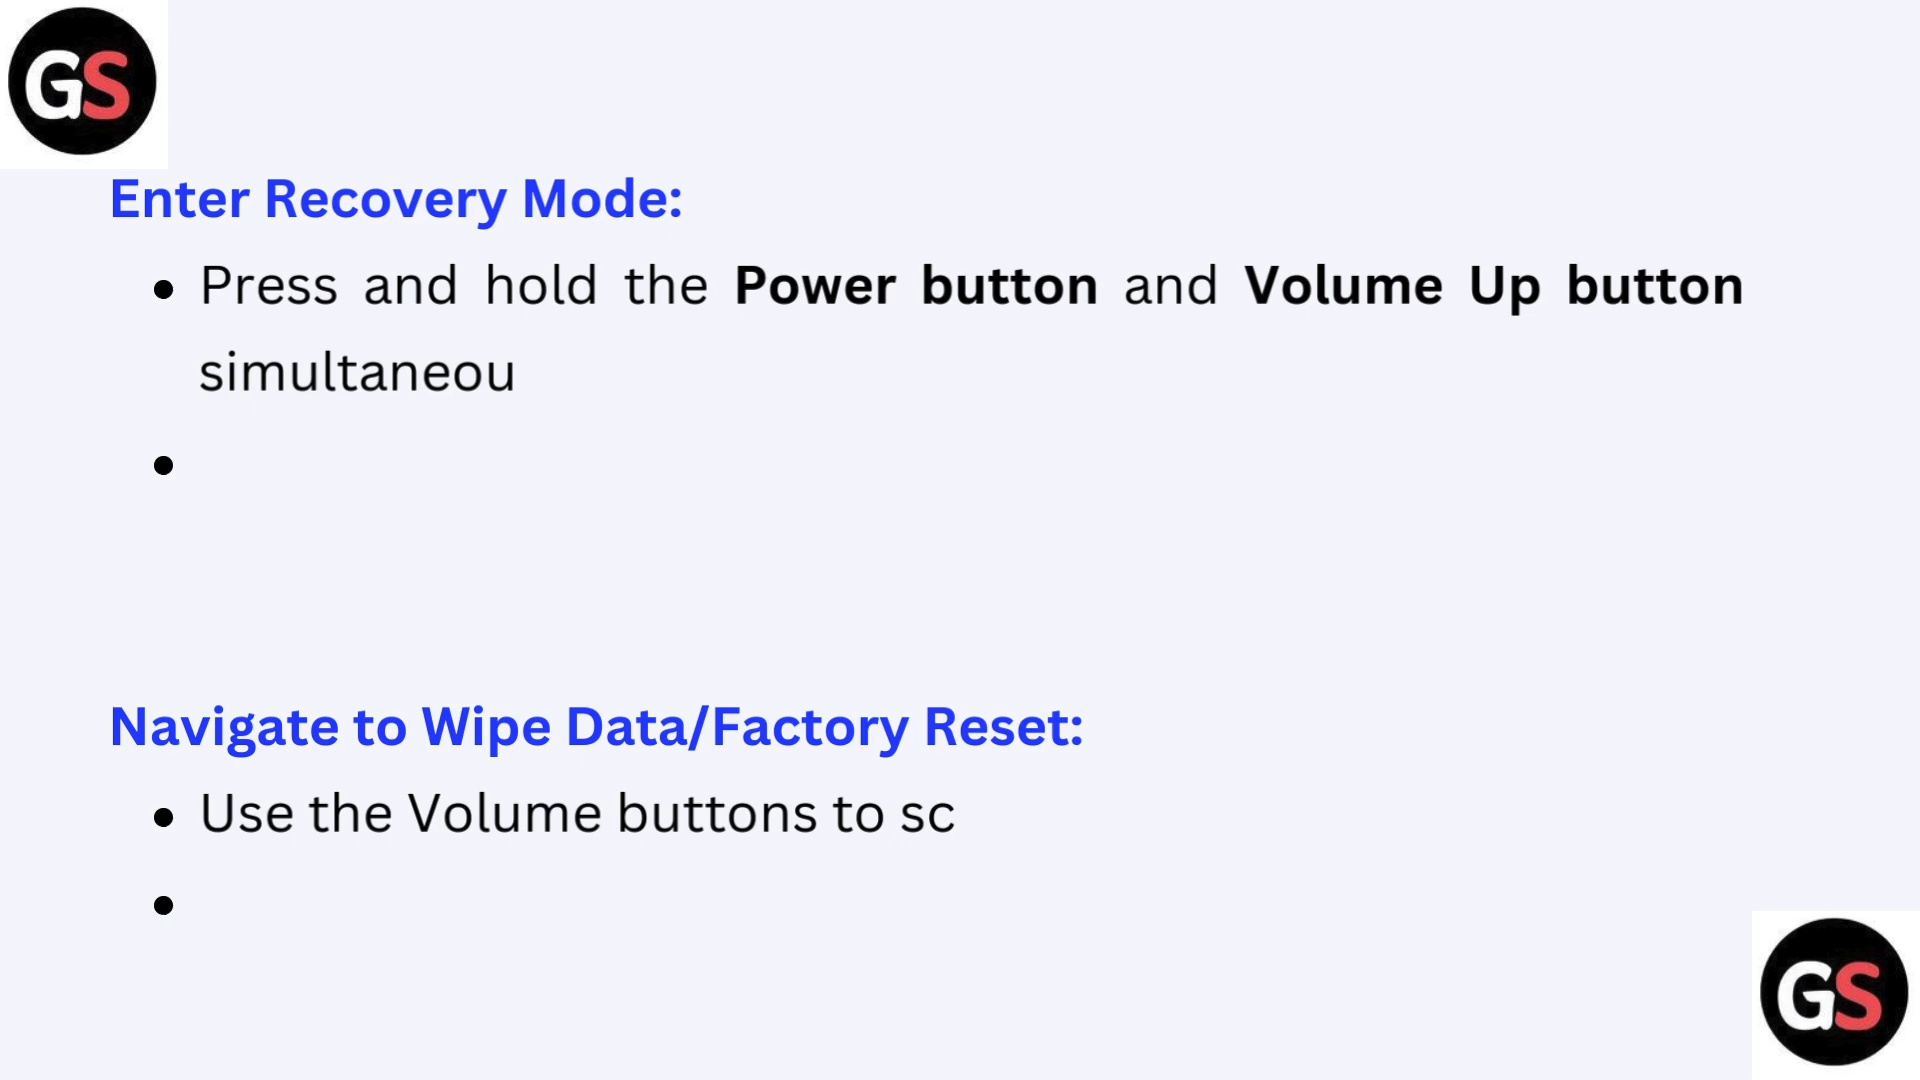 GS
Enter Recovery Mode:
• Press and hold the Power button and Volume Up button
simultaneou
•
Navigate to Wipe Data/Factory Reset:
• Use the Volume buttons to sc
•
GS